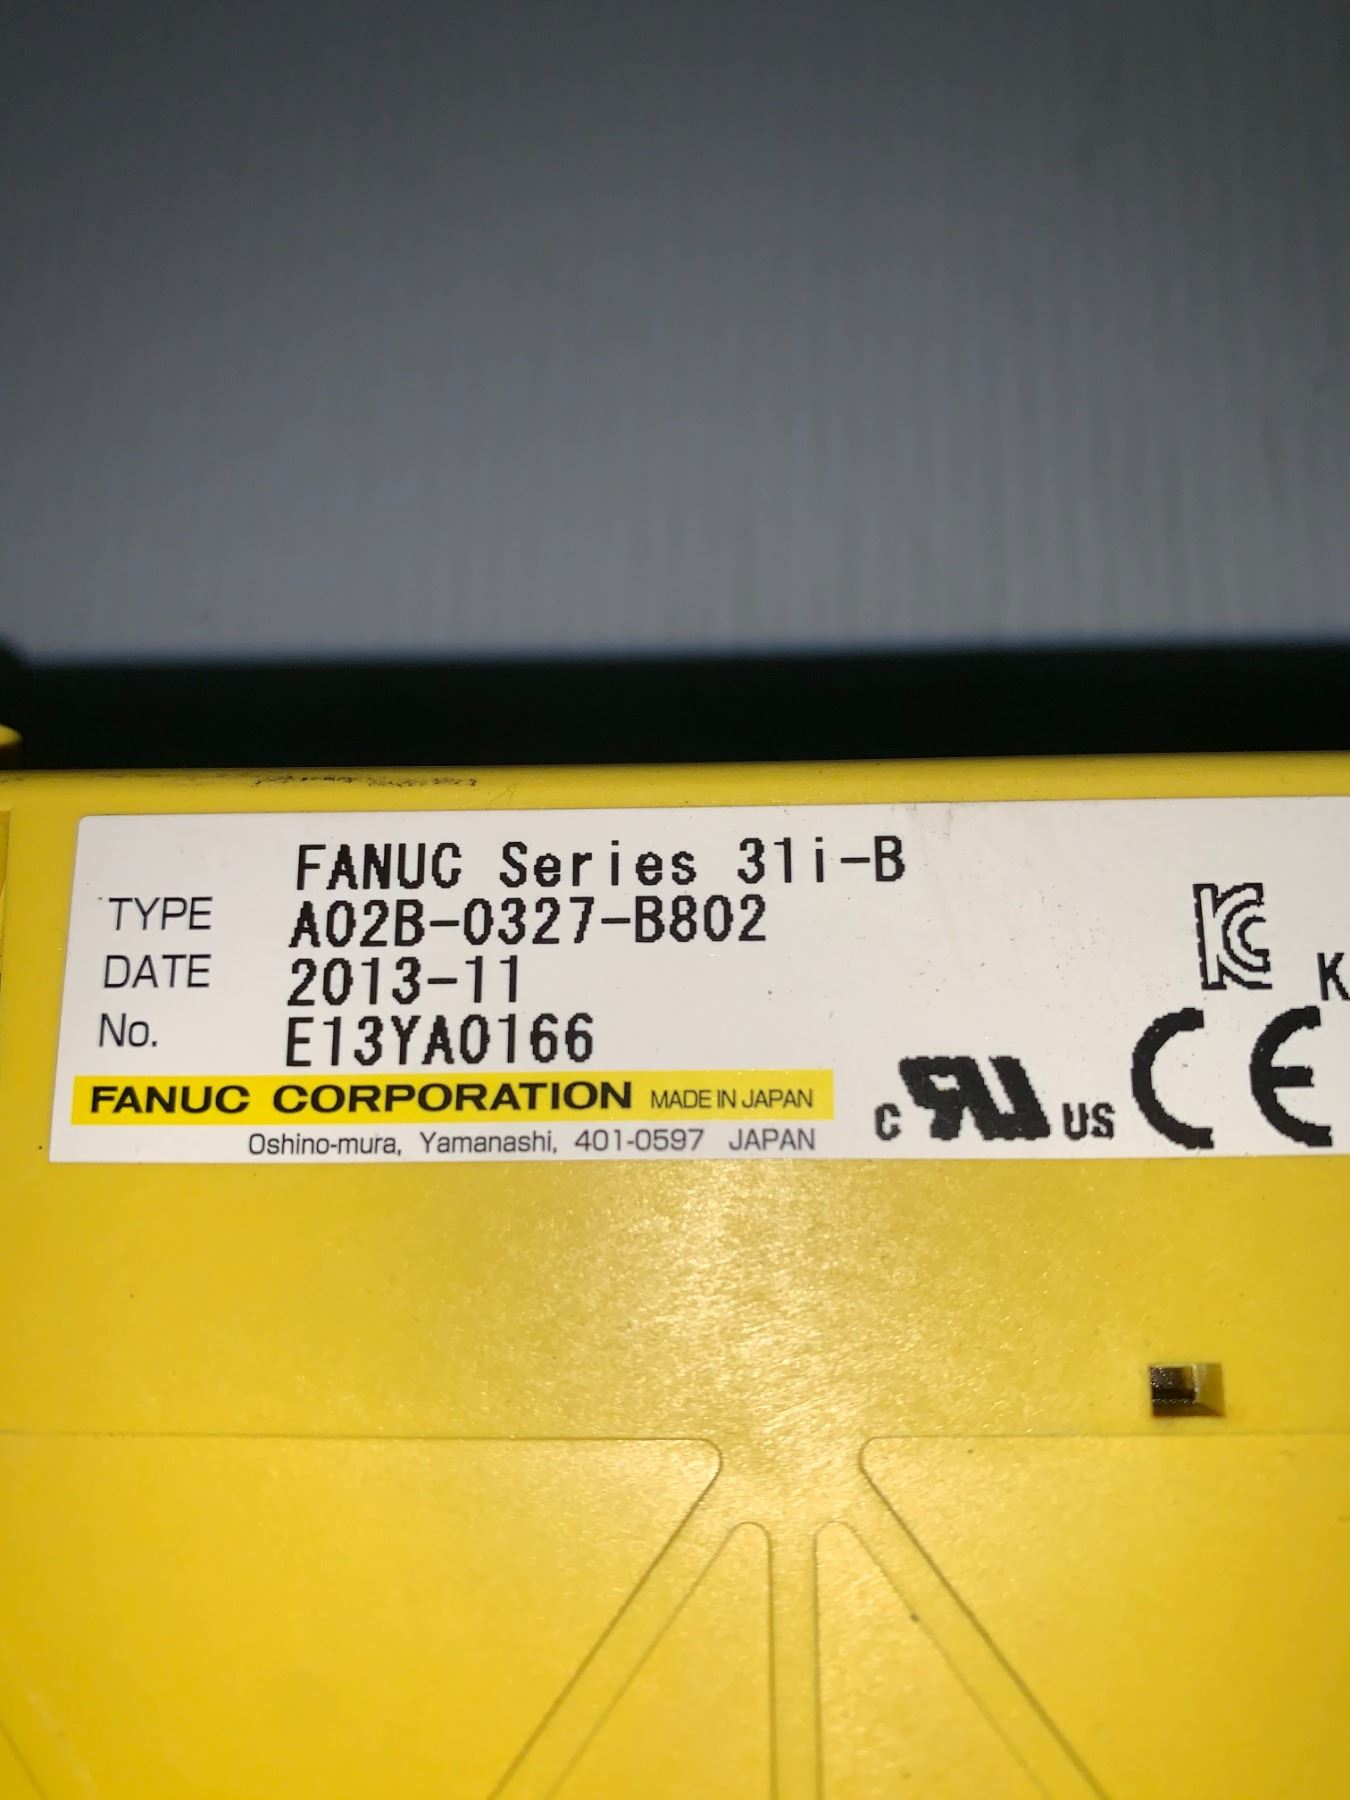 FANUC Series 31i-B
TYPE A02B-0327-B802
DATE 2013-11
No. E13YA0166
FANUC CORPORATION MADE IN JAPAN
Oshino-mura, Yamanashi, 401-0597 JAPAN
K
c RU US CE